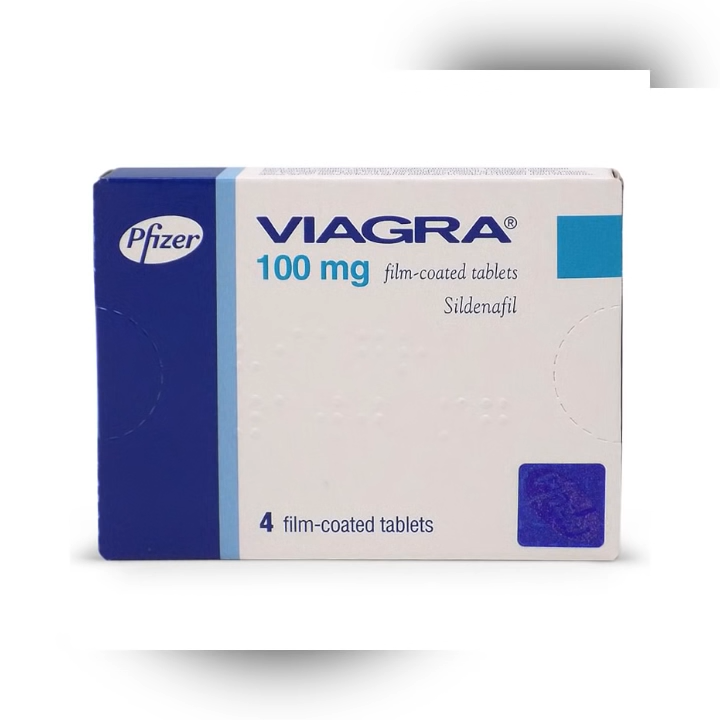 Pfizer
VIAGRA®
100 mg film-coated tablets
Sildenafil
4 film-coated tablets